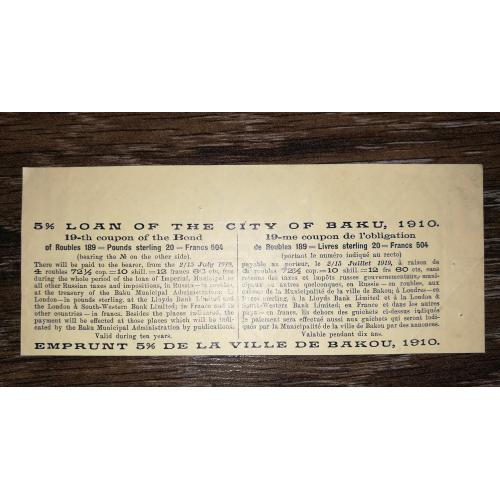 5% LOAN OF THE CITY OF BAKU, 1910.
19-th coupon of the Bond
of Roubles 189 — Pounds sterling 20 — Francs 504
(bearing the № on the other side).
There will be paid to the bearer, from the 2/15 July 1919,
4 roubles 72½ cop. = 10 shill. = 12 francs 60 cts, free
during the whole period of the loan of Imperial, Municipal or
all other Russian taxes and impositions, in Russia — in roubles,
at the treasury of the Baku Municipal Administration; in
London — in pounds sterling, at the Lloyds Bank Limited and the
London & South-Western Bank Limited; in France and in
other countries — in francs. Besides the places indicated, the
payment will be effected at those places which will be indi-
cated by the Baku Municipal Administration by publications.
Valid during ten years.
19-me coupon de l'obligation
de Roubles 189 — Livres sterling 20 — Francs 504
(portant le numéro indiqué au recto)
payable au porteur, le 2/15 Juillet 1919, à raison de
roubles 72½ cop. = 10 shill. = 12 frs 60 cts, sans
retenue des taxes et impôts russes gouvernementaux, muni-
cipaux ou autres quelconques, en Russie — en roubles, aux
caisses de la Municipalité de la ville de Bakou; à Londres — en
livres sterling, à la Lloyds Bank Limited et à la London &
South-Western Bank Limited; en France et dans les autres
pays — en francs. En dehors des guichets ci-dessus indiqués
le paiement sera effectué aussi aux guichets qui seront indi-
qués par la Municipalité de la ville de Bakou par des annonces.
Valable pendant dix ans.
EMPRUNT 5% DE LA VILLE DE BAKOU, 1910.